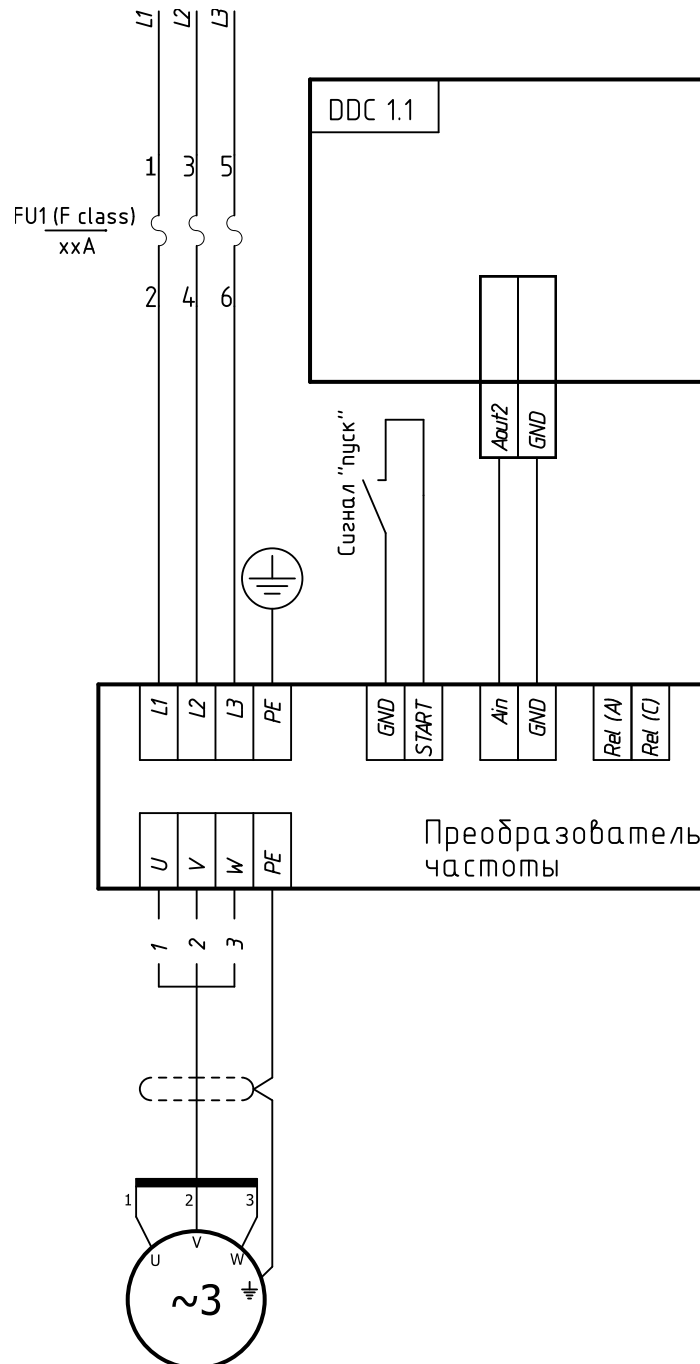 L1 L2 L3
DDC 1.1
1 3 5
FU1 (F class)
xxA
2 4 6
Aout2 GND
Сигнал "пуск"
L1 L2 L3 PE GND START Ain GND Rel (A) Rel (C)
Преобразователь
частоты
U V W PE
1 2 3
1 2 3
U V W
~3